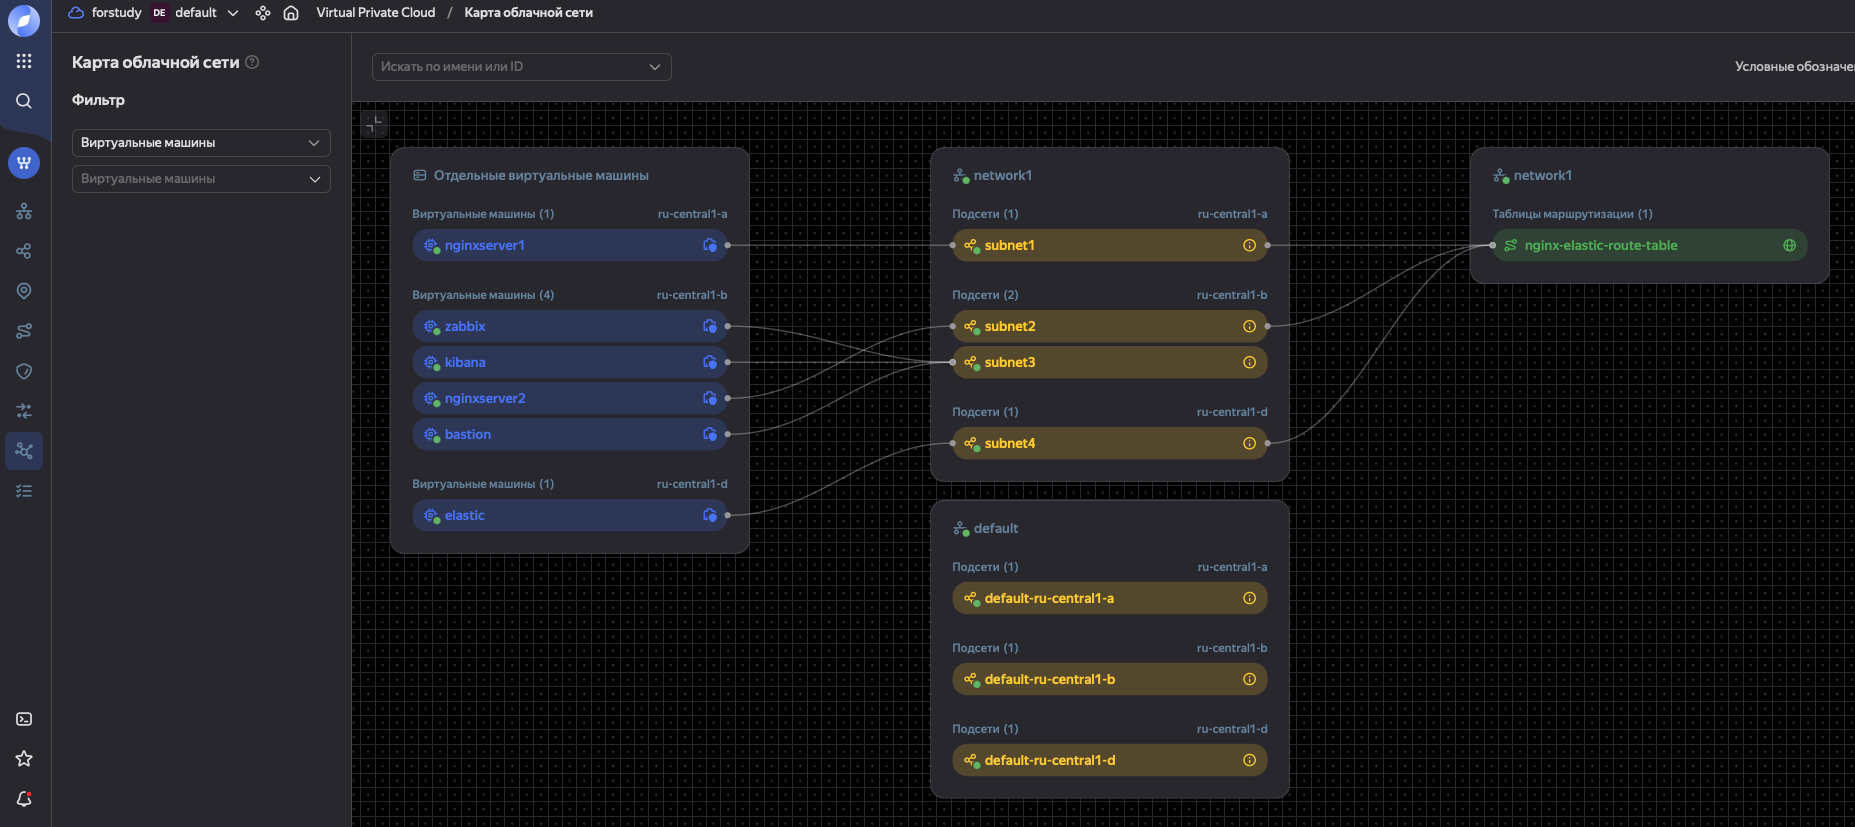 forstudy DE default Virtual Private Cloud / Карта облачной сети
Карта облачной сети
Фильтр
Виртуальные машины
Виртуальные машины
Искать по имени или ID
Условные обозначе
Отдельные виртуальные машины
Виртуальные машины (1) ru-central1-a
nginxserver1
Виртуальные машины (4) ru-central1-b
zabbix
kibana
nginxserver2
bastion
Виртуальные машины (1) ru-central1-d
elastic
network1
Подсети (1) ru-central1-a
subnet1
Подсети (2) ru-central1-b
subnet2
subnet3
Подсети (1) ru-central1-d
subnet4
default
Подсети (1) ru-central1-a
default-ru-central1-a
Подсети (1) ru-central1-b
default-ru-central1-b
Подсети (1) ru-central1-d
default-ru-central1-d
network1
Таблицы маршрутизации (1)
nginx-elastic-route-table